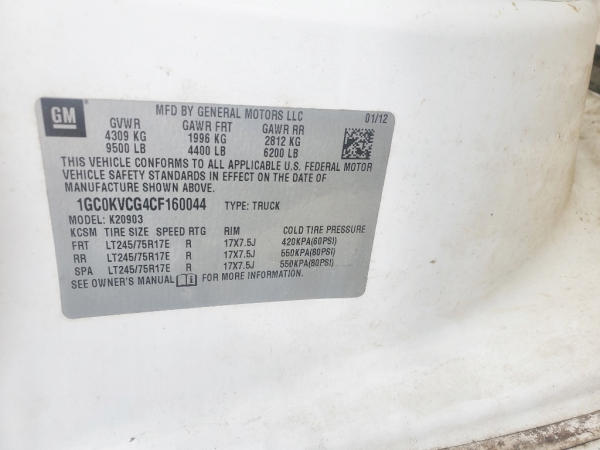 GM
MFD BY GENERAL MOTORS LLC 01/12
GVWR GAWR FRT GAWR RR
4309 KG 1996 KG 2812 KG
9500 LB 4400 LB 6200 LB
THIS VEHICLE CONFORMS TO ALL APPLICABLE U.S. FEDERAL MOTOR
VEHICLE SAFETY STANDARDS IN EFFECT ON THE DATE OF
MANUFACTURE SHOWN ABOVE.
1GC0KVCG4CF160044 TYPE: TRUCK
MODEL: K20903
KCSM TIRE SIZE SPEED RTG RIM COLD TIRE PRESSURE
FRT LT245/75R17E R 17X7.5J 420KPA(60PSI)
RR LT245/75R17E R 17X7.5J 550KPA(80PSI)
SPA LT245/75R17E R 17X7.5J 550KPA(80PSI)
SEE OWNER'S MANUAL FOR MORE INFORMATION.